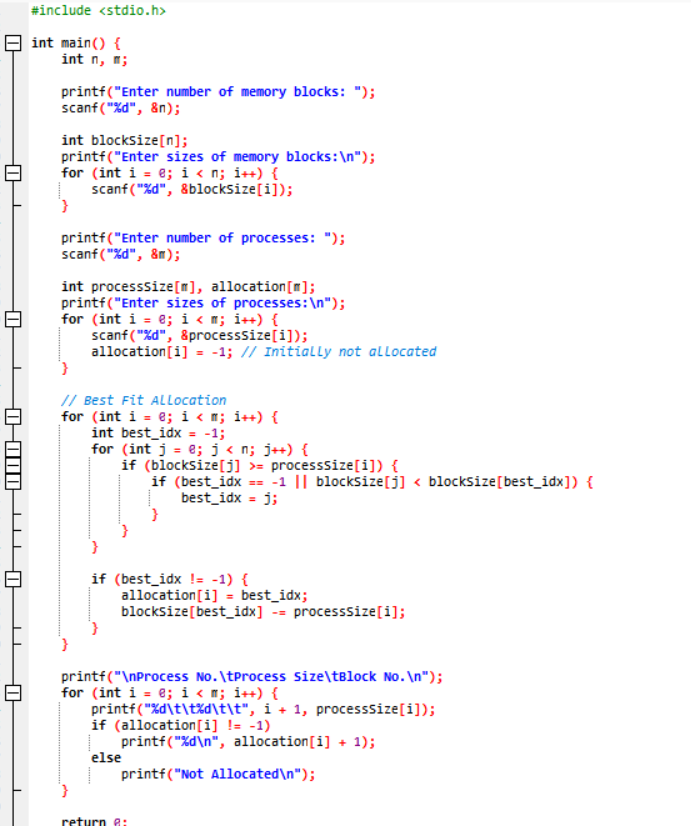 #include <stdio.h>
int main() {
int n, m;
printf("Enter number of memory blocks: ");
scanf("%d", &n);
int blockSize[n];
printf("Enter sizes of memory blocks:\n");
for (int i = 0; i < n; i++) {
scanf("%d", &blockSize[i]);
}
printf("Enter number of processes: ");
scanf("%d", &m);
int processSize[m], allocation[m];
printf("Enter sizes of processes:\n");
for (int i = 0; i < m; i++) {
scanf("%d", &processSize[i]);
allocation[i] = -1; // Initially not allocated
}
// Best Fit Allocation
for (int i = 0; i < m; i++) {
int best_idx = -1;
for (int j = 0; j < n; j++) {
if (blockSize[j] >= processSize[i]) {
if (best_idx == -1 || blockSize[j] < blockSize[best_idx]) {
best_idx = j;
}
}
}
if (best_idx != -1) {
allocation[i] = best_idx;
blockSize[best_idx] -= processSize[i];
}
}
printf("\nProcess No.\tProcess Size\tBlock No.\n");
for (int i = 0; i < m; i++) {
printf("%d\t\t%d\t\t", i + 1, processSize[i]);
if (allocation[i] != -1)
printf("%d\n", allocation[i] + 1);
else
printf("Not Allocated\n");
}
return 0;